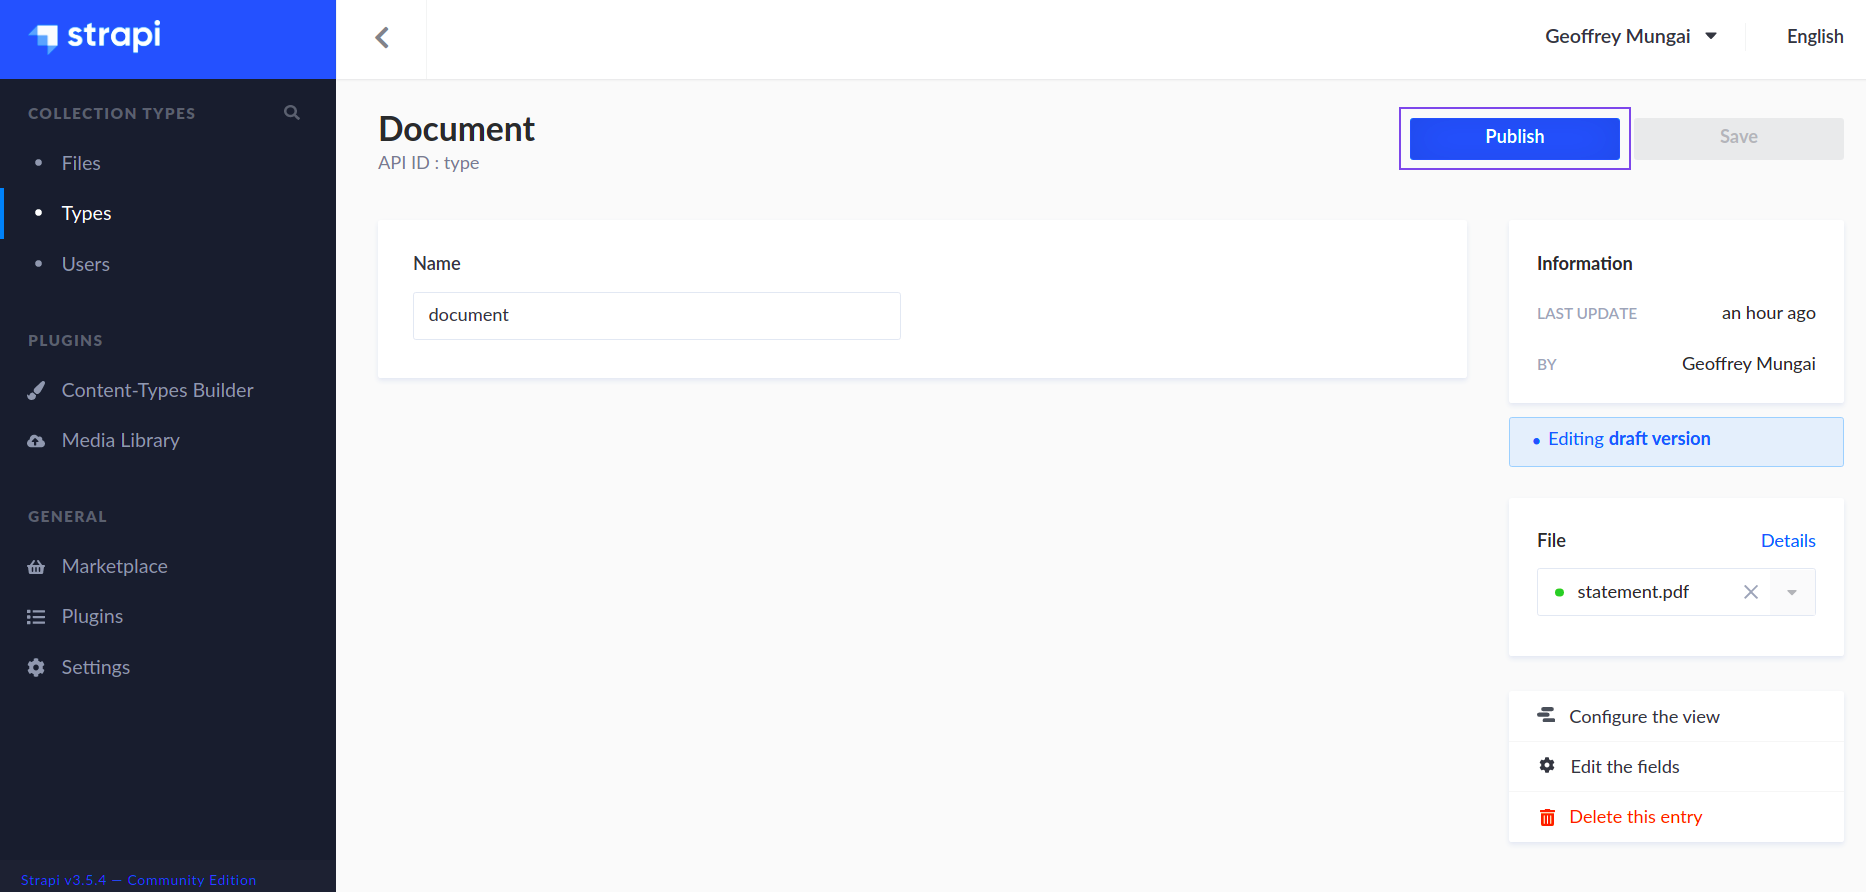 strapi
Geoffrey Mungai
English
COLLECTION TYPES
Files
Types
Users
PLUGINS
Content-Types Builder
Media Library
GENERAL
Marketplace
Plugins
Settings
Strapi v3.5.4 — Community Edition
Document
API ID : type
Publish
Save
Name
document
Information
LAST UPDATE an hour ago
BY Geoffrey Mungai
Editing draft version
File Details
statement.pdf
Configure the view
Edit the fields
Delete this entry